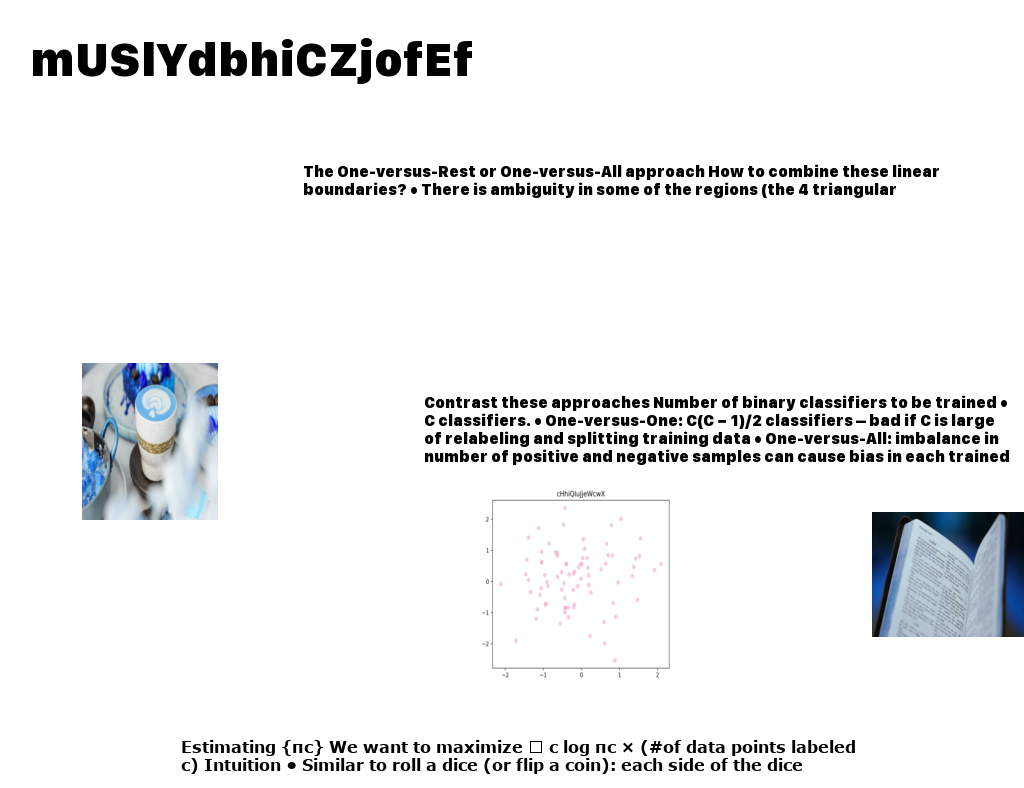 mUSlYdbhiCZjofEf
The One-versus-Rest or One-versus-All approach How to combine these linear
boundaries? • There is ambiguity in some of the regions (the 4 triangular
Contrast these approaches Number of binary classifiers to be trained •
C classifiers. • One-versus-One: C(C − 1)/2 classifiers – bad if C is large
of relabeling and splitting training data • One-versus-All: imbalance in
number of positive and negative samples can cause bias in each trained
2
1
0
−1
−2
−2 −1 0 1 2
Estimating {πc} We want to maximize □ c log πc × (#of data points labeled
c) Intuition • Similar to roll a dice (or flip a coin): each side of the dice